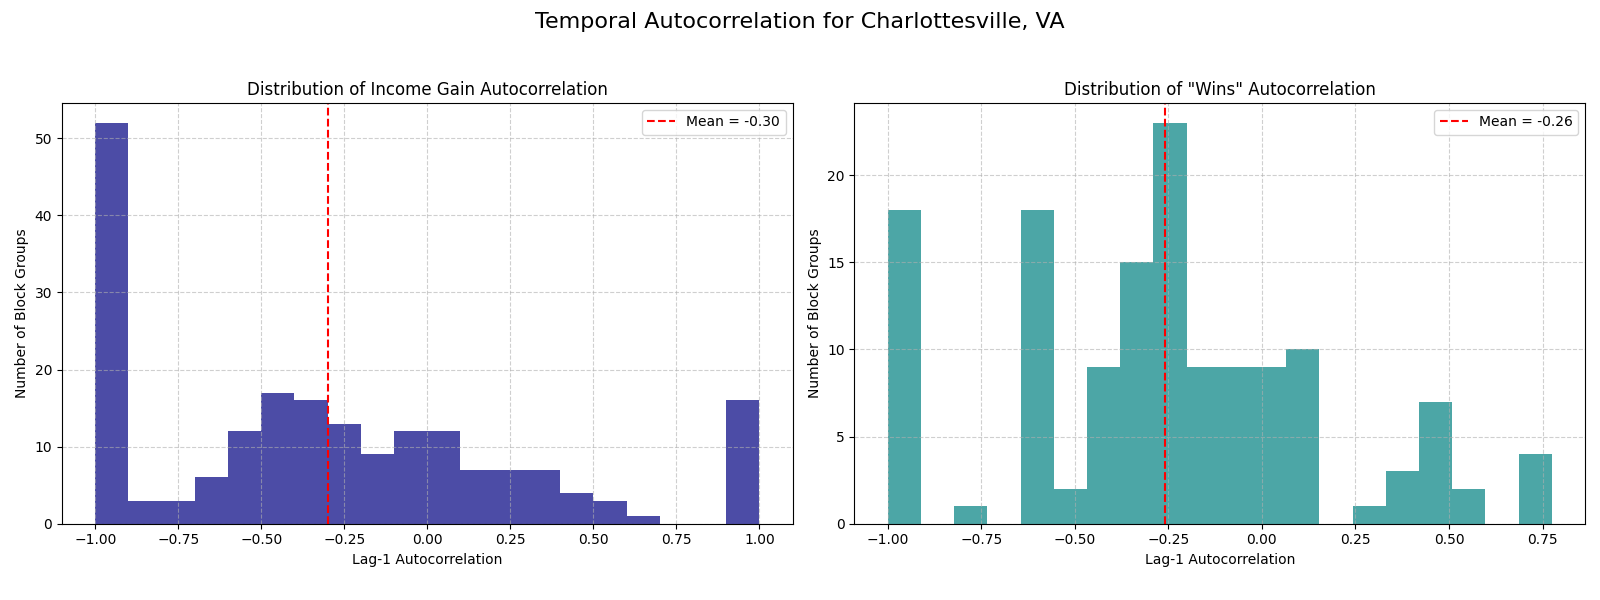 Temporal Autocorrelation for Charlottesville, VA
Distribution of Income Gain Autocorrelation
Mean = -0.30
Number of Block Groups
50
40
30
20
10
0
−1.00 −0.75 −0.50 −0.25 0.00 0.25 0.50 0.75 1.00
Lag-1 Autocorrelation
Distribution of "Wins" Autocorrelation
Mean = -0.26
Number of Block Groups
20
15
10
5
0
−1.00 −0.75 −0.50 −0.25 0.00 0.25 0.50 0.75
Lag-1 Autocorrelation